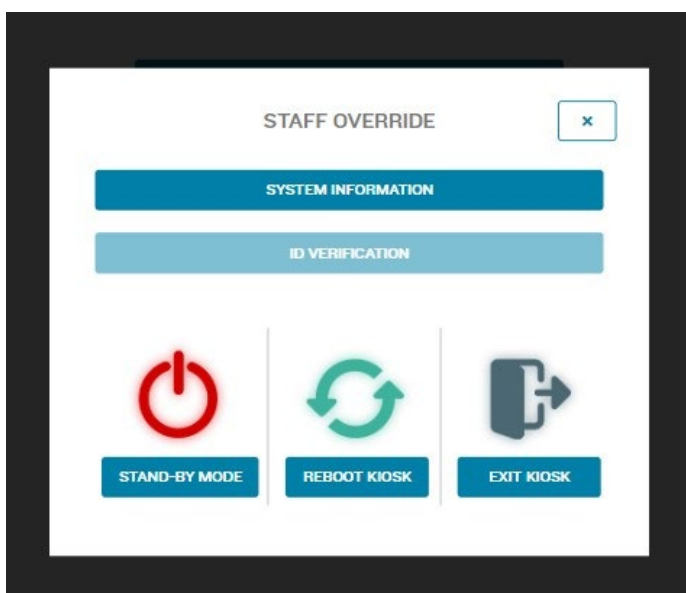 STAFF OVERRIDE
×
SYSTEM INFORMATION
ID VERIFICATION
STAND-BY MODE
REBOOT KIOSK
EXIT KIOSK